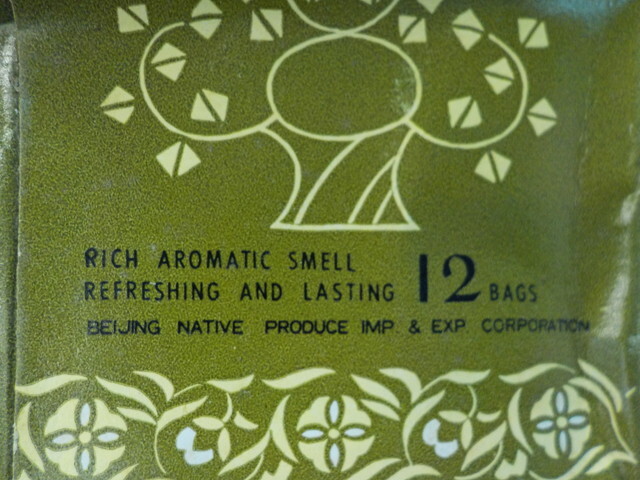 RICH AROMATIC SMELL
REFRESHING AND LASTING 12 BAGS
BEIJING NATIVE PRODUCE IMP. & EXP. CORPORATION